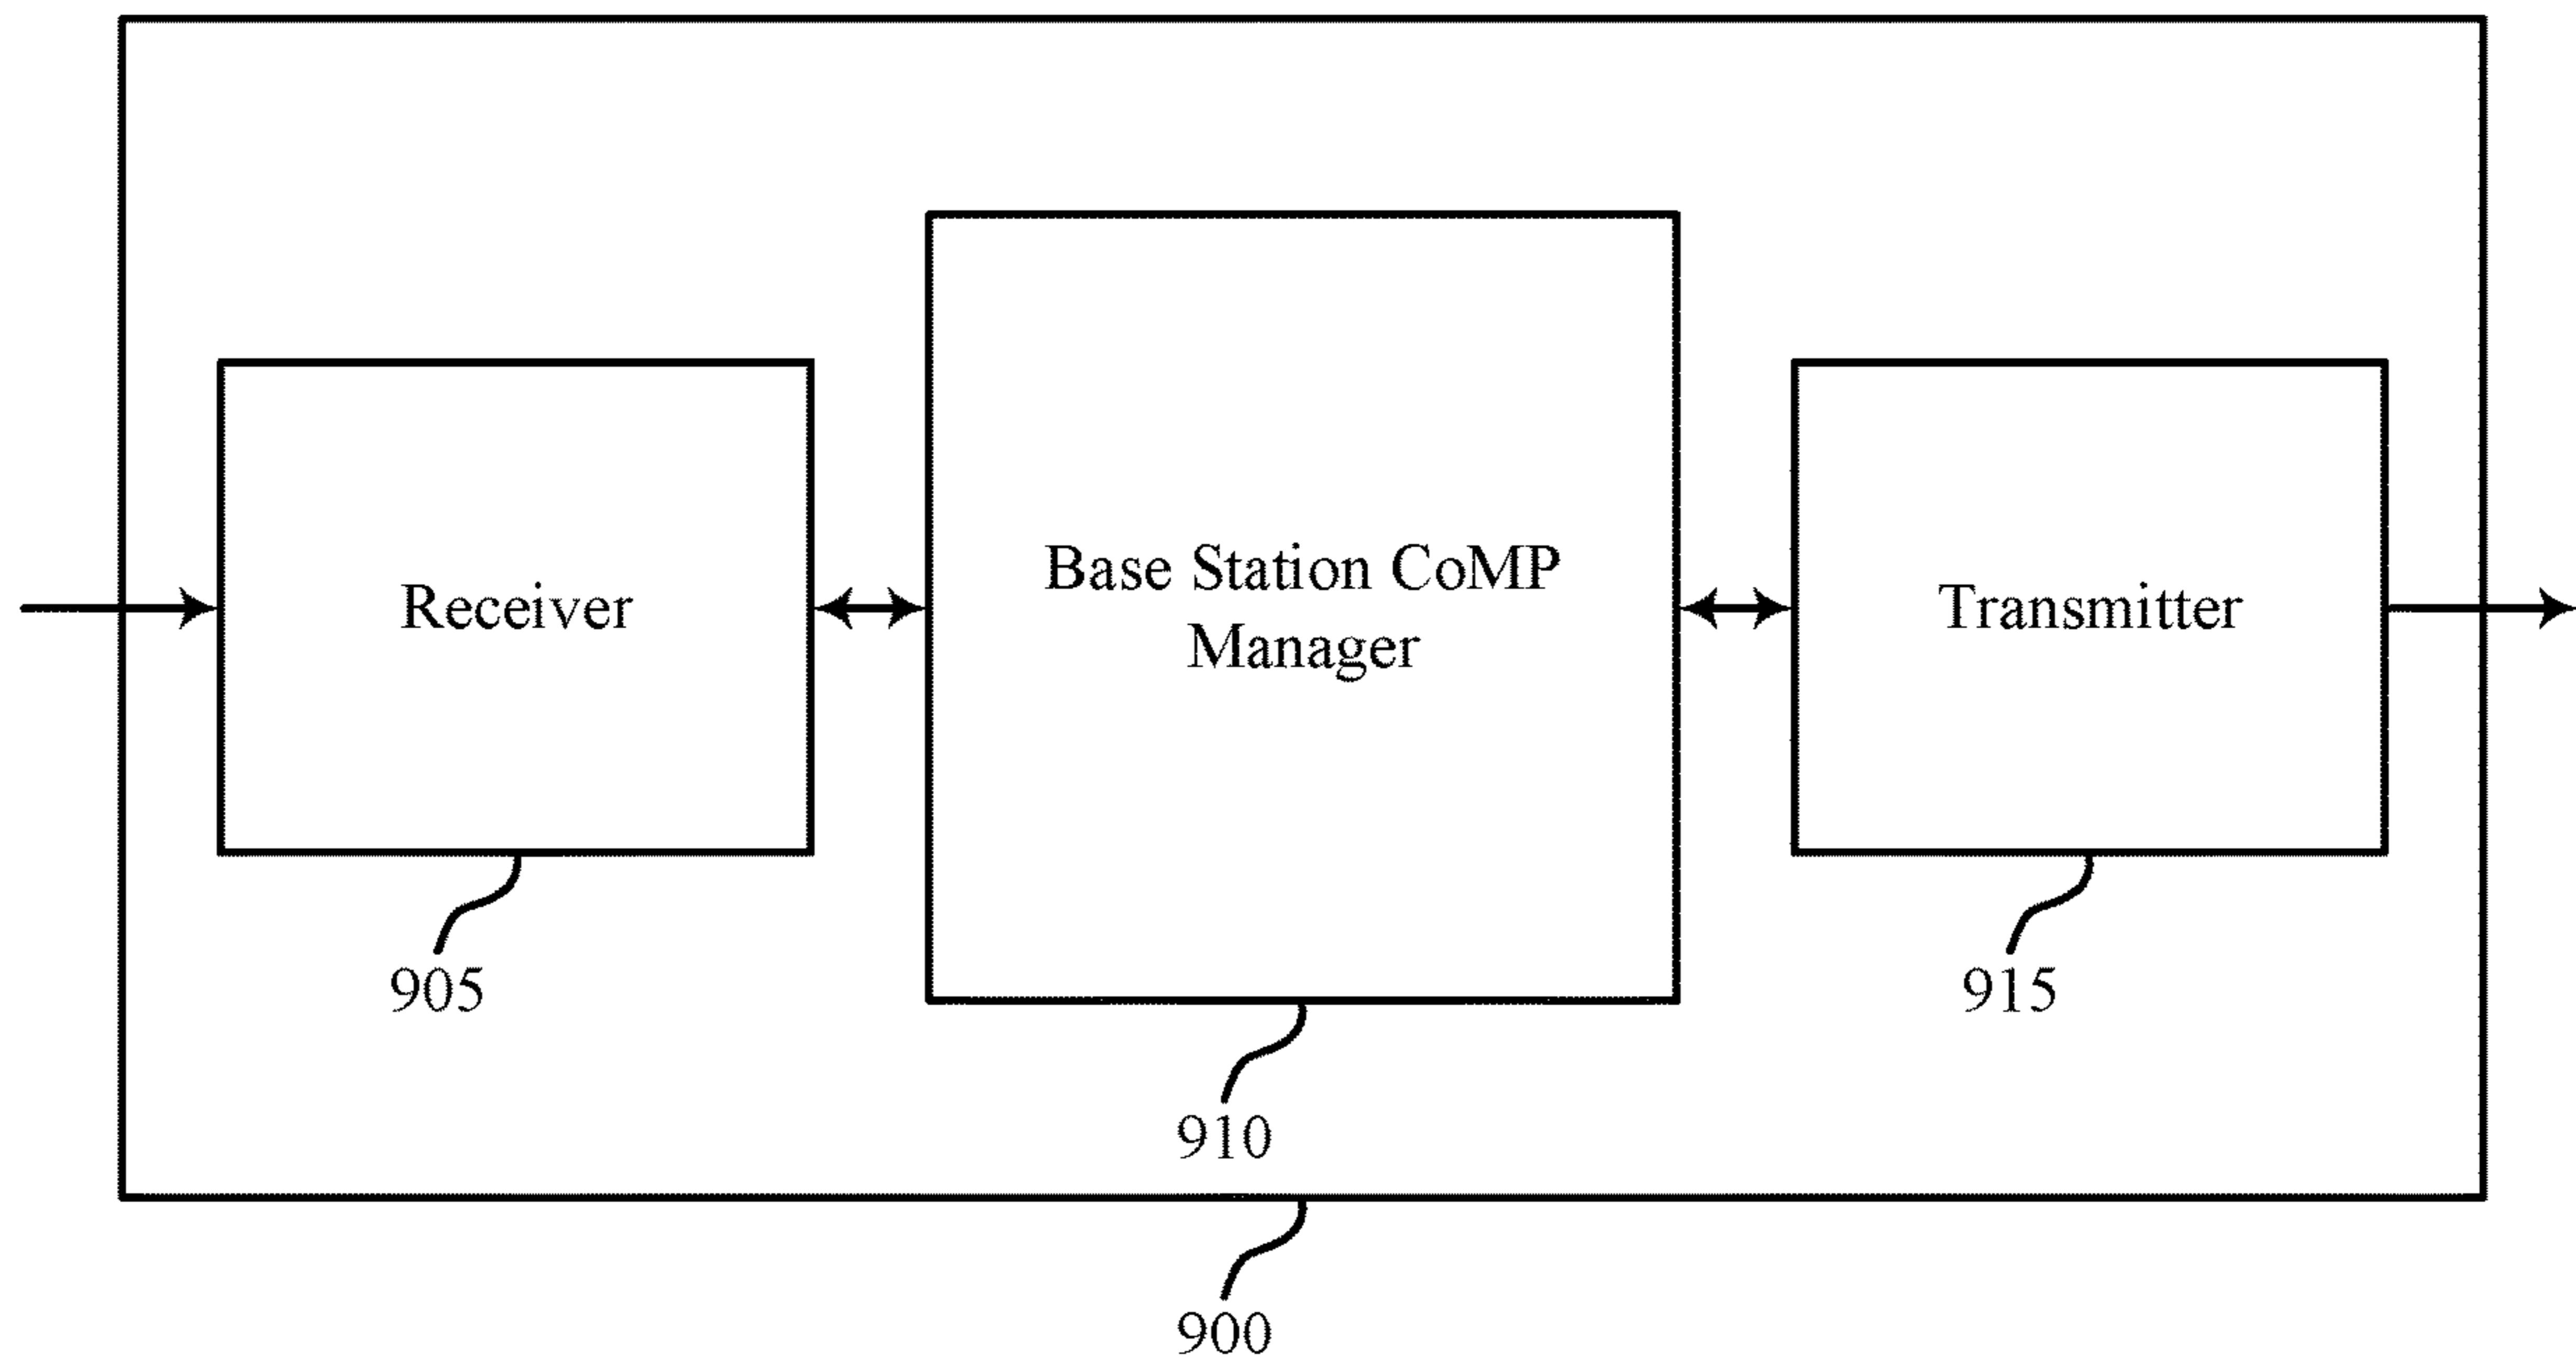 Receiver
Base Station CoMP
Manager
Transmitter
905
915
910
900